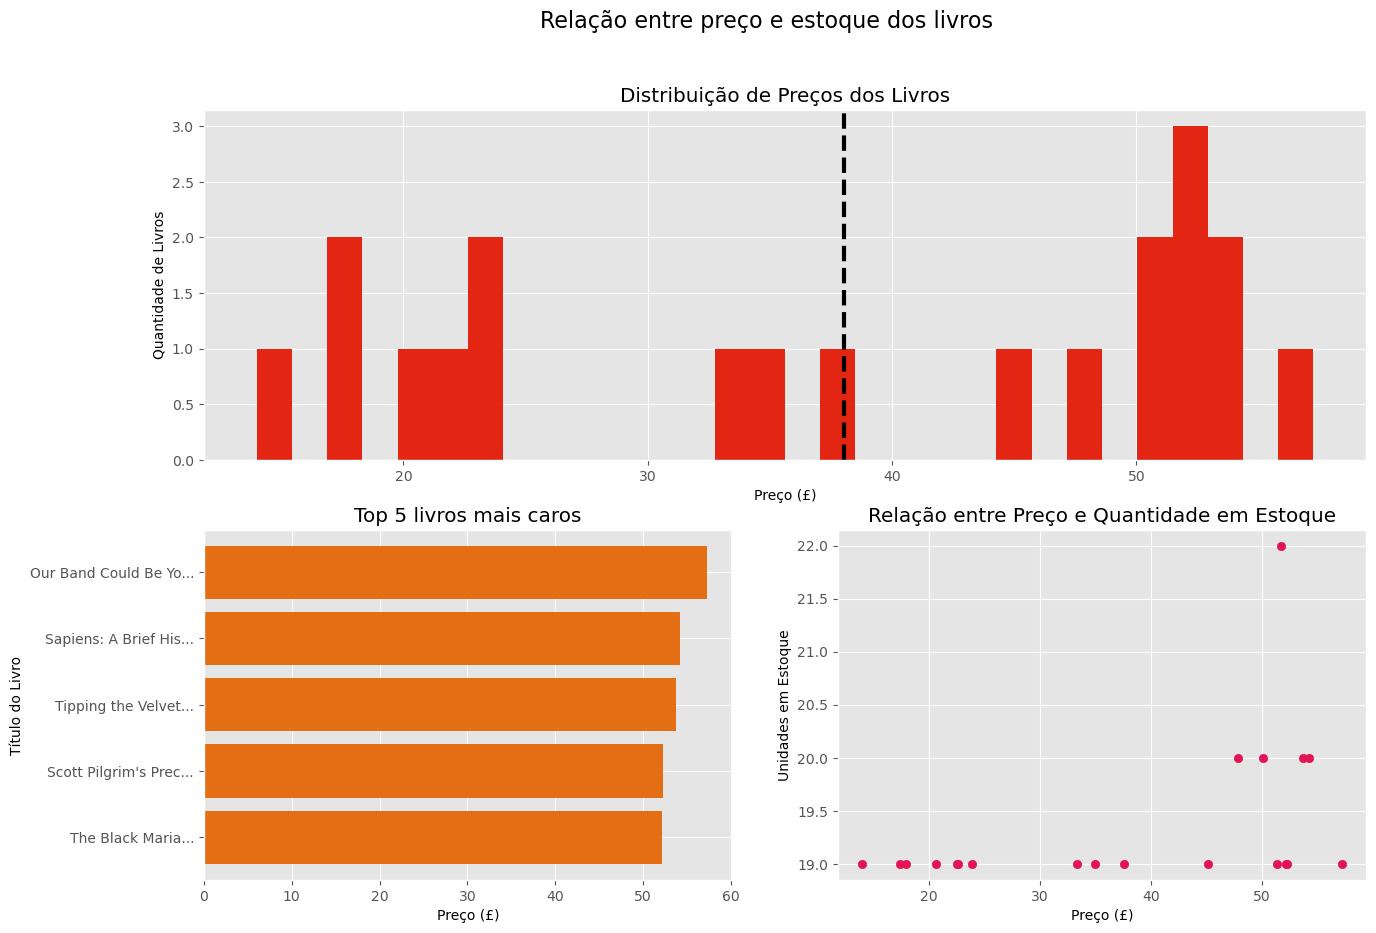 Relação entre preço e estoque dos livros
Distribuição de Preços dos Livros
Quantidade de Livros
3.0
2.5
2.0
1.5
1.0
0.5
0.0
20
30
40
50
Preço (£)
Top 5 livros mais caros
Título do Livro
Our Band Could Be Yo...
Sapiens: A Brief His...
Tipping the Velvet...
Scott Pilgrim's Prec...
The Black Maria...
0
10
20
30
40
50
60
Preço (£)
Relação entre Preço e Quantidade em Estoque
Unidades em Estoque
22.0
21.5
21.0
20.5
20.0
19.5
19.0
20
30
40
50
Preço (£)